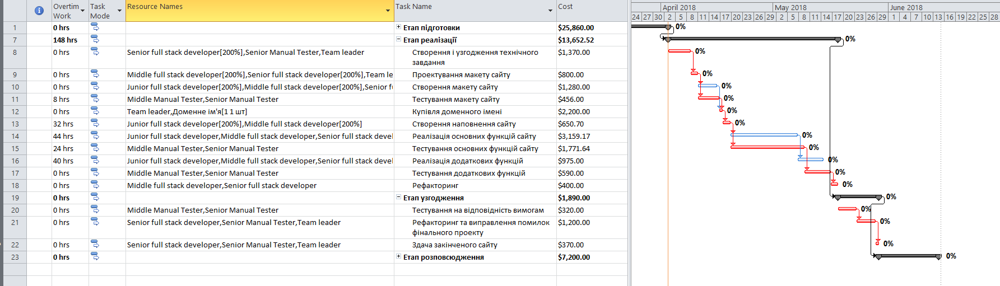 Overtim Work	Task Mode	Resource Names	Task Name	Cost
April 2018	May 2018	June 2018
24 27 30 2 5 8 11 14 17 20 23 26 29 2 5 8 11 14 17 20 23 26 29 1 4 7 10 13 16 19 22 25 28
1	0 hrs	Етап підготовки	$25,860.00	0%
7	148 hrs	Етап реалізації	$13,652.52	0%
8	0 hrs	Senior full stack developer[200%],Senior Manual Tester,Team leader	Створення і узгодження технічного	$1,370.00	0%
завдання
9	0 hrs	Middle full stack developer[200%],Senior full stack developer[200%],Team le	Проектування макету сайту	$800.00	0%
10	0 hrs	Junior full stack developer[200%],Middle full stack developer[200%],Senior f	Створення макету сайту	$1,280.00	0%
11	8 hrs	Middle Manual Tester,Senior Manual Tester	Тестування макету сайту	$456.00	0%
12	0 hrs	Team leader,Доменне ім'я[1 1 шт]	Купівля доменного імені	$2,200.00	0%
13	32 hrs	Junior full stack developer[200%],Middle full stack developer[200%]	Створення наповнення сайту	$650.70	0%
14	44 hrs	Junior full stack developer,Middle full stack developer,Senior full stack devel	Реалізація основних функцій сайту	$3,159.17	0%
15	24 hrs	Middle Manual Tester,Senior Manual Tester	Тестування основних функцій сайту	$1,771.64	0%
16	40 hrs	Junior full stack developer,Middle full stack developer,Senior full stack devel	Реалізація додаткових функцій	$975.00	0%
17	0 hrs	Middle Manual Tester,Senior Manual Tester	Тестування додаткових функцій	$590.00	0%
18	0 hrs	Middle full stack developer,Senior full stack developer	Рефакторинг	$400.00	0%
19	0 hrs	Етап узгодження	$1,890.00	0%
20	0 hrs	Middle Manual Tester,Senior Manual Tester	Тестування на відповідність вимогам	$320.00	0%
21	0 hrs	Senior full stack developer,Senior Manual Tester,Team leader	Рефакторинг та виправлення помилок	$1,200.00	0%
фінального проекту
22	0 hrs	Senior full stack developer,Senior Manual Tester,Team leader	Здача закінченого сайту	$370.00	0%
23	0 hrs	Етап розповсюдження	$7,200.00	0%